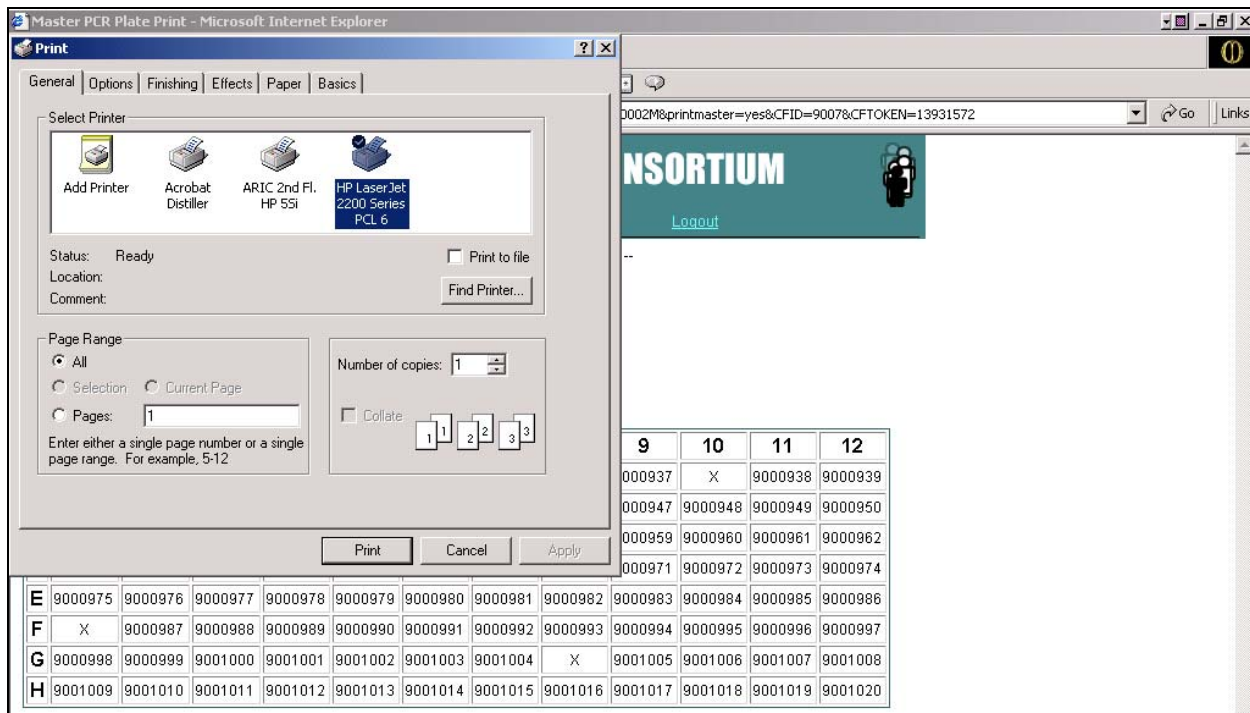 Master PCR Plate Print - Microsoft Internet Explorer
Print
General Options Finishing Effects Paper Basics
Select Printer
Add Printer
Acrobat Distiller
ARIC 2nd Fl. HP 5Si
HP LaserJet 2200 Series PCL 6
Status: Ready
Location:
Comment:
Print to file
Find Printer...
Page Range
All
Selection Current Page
Pages: 1
Enter either a single page number or a single
page range. For example, 5-12
Number of copies: 1
Collate
1 1 2 2 3 3
Print Cancel Apply
0002M&printmaster=yes&CFID=9007&CFTOKEN=13931572 Go Links
NSORTIUM
Logout
--
9 10 11 12
000937 X 9000938 9000939
000947 9000948 9000949 9000950
000959 9000960 9000961 9000962
000971 9000972 9000973 9000974
E 9000975 9000976 9000977 9000978 9000979 9000980 9000981 9000982 9000983 9000984 9000985 9000986
F X 9000987 9000988 9000989 9000990 9000991 9000992 9000993 9000994 9000995 9000996 9000997
G 9000998 9000999 9001000 9001001 9001002 9001003 9001004 X 9001005 9001006 9001007 9001008
H 9001009 9001010 9001011 9001012 9001013 9001014 9001015 9001016 9001017 9001018 9001019 9001020